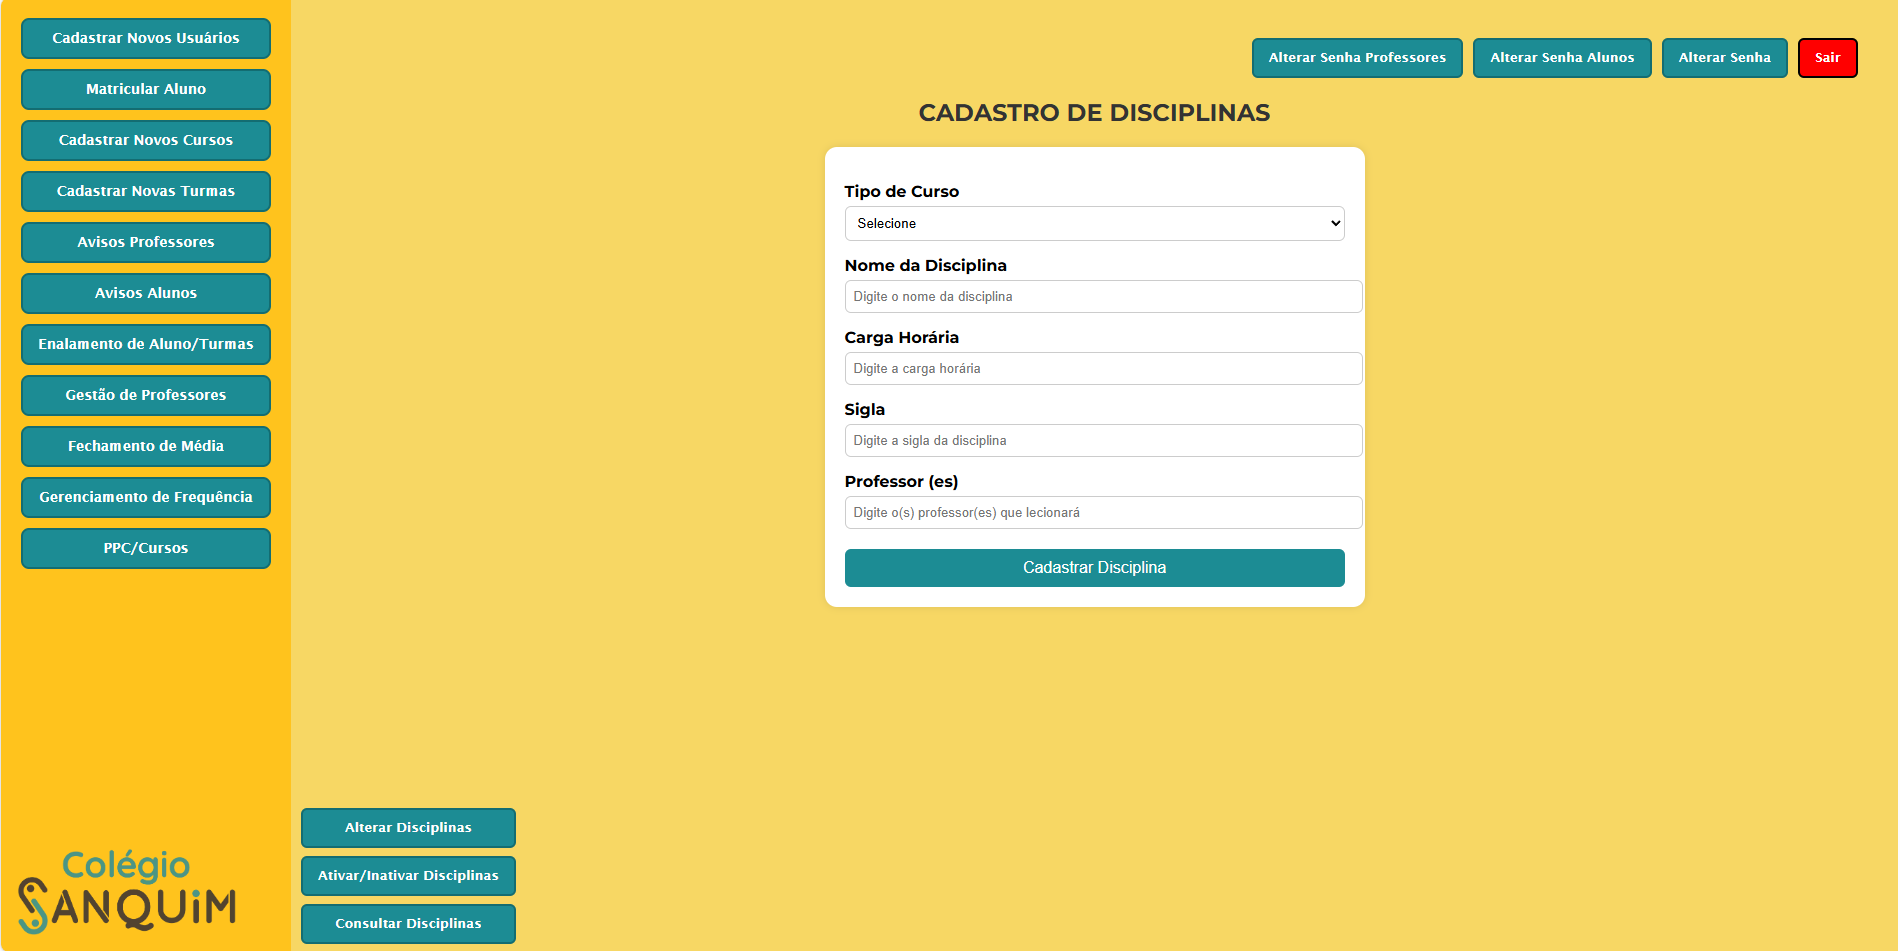 Cadastrar Novos Usuários
Matricular Aluno
Cadastrar Novos Cursos
Cadastrar Novas Turmas
Avisos Professores
Avisos Alunos
Enalamento de Aluno/Turmas
Gestão de Professores
Fechamento de Média
Gerenciamento de Frequência
PPC/Cursos
Colégio
SANQUiM
Alterar Senha Professores
Alterar Senha Alunos
Alterar Senha
Sair
CADASTRO DE DISCIPLINAS
Tipo de Curso
Selecione
Nome da Disciplina
Digite o nome da disciplina
Carga Horária
Digite a carga horária
Sigla
Digite a sigla da disciplina
Professor (es)
Digite o(s) professor(es) que lecionará
Cadastrar Disciplina
Alterar Disciplinas
Ativar/Inativar Disciplinas
Consultar Disciplinas